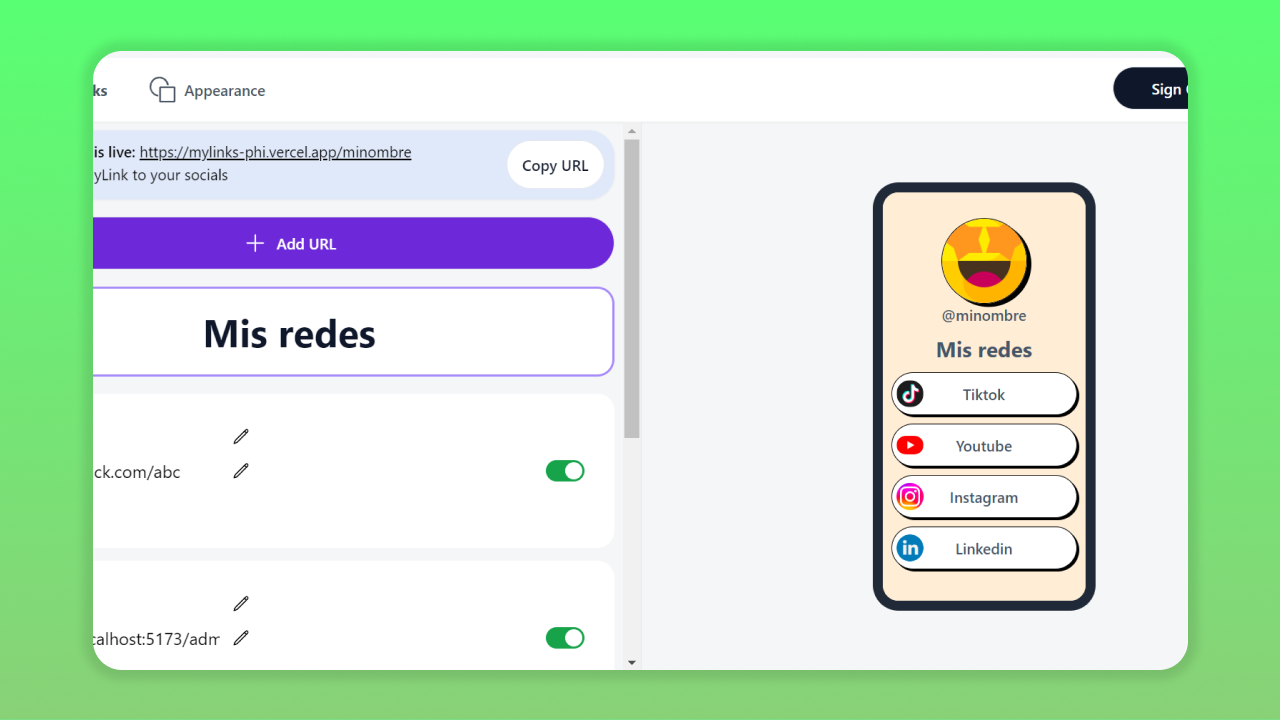 ks
Appearance
Sign
is live: https://mylinks-phi.vercel.app/minombre
yLink to your socials
Copy URL
Add URL
Mis redes
ck.com/abc
calhost:5173/adm
@minombre
Mis redes
Tiktok
Youtube
Instagram
Linkedin
in